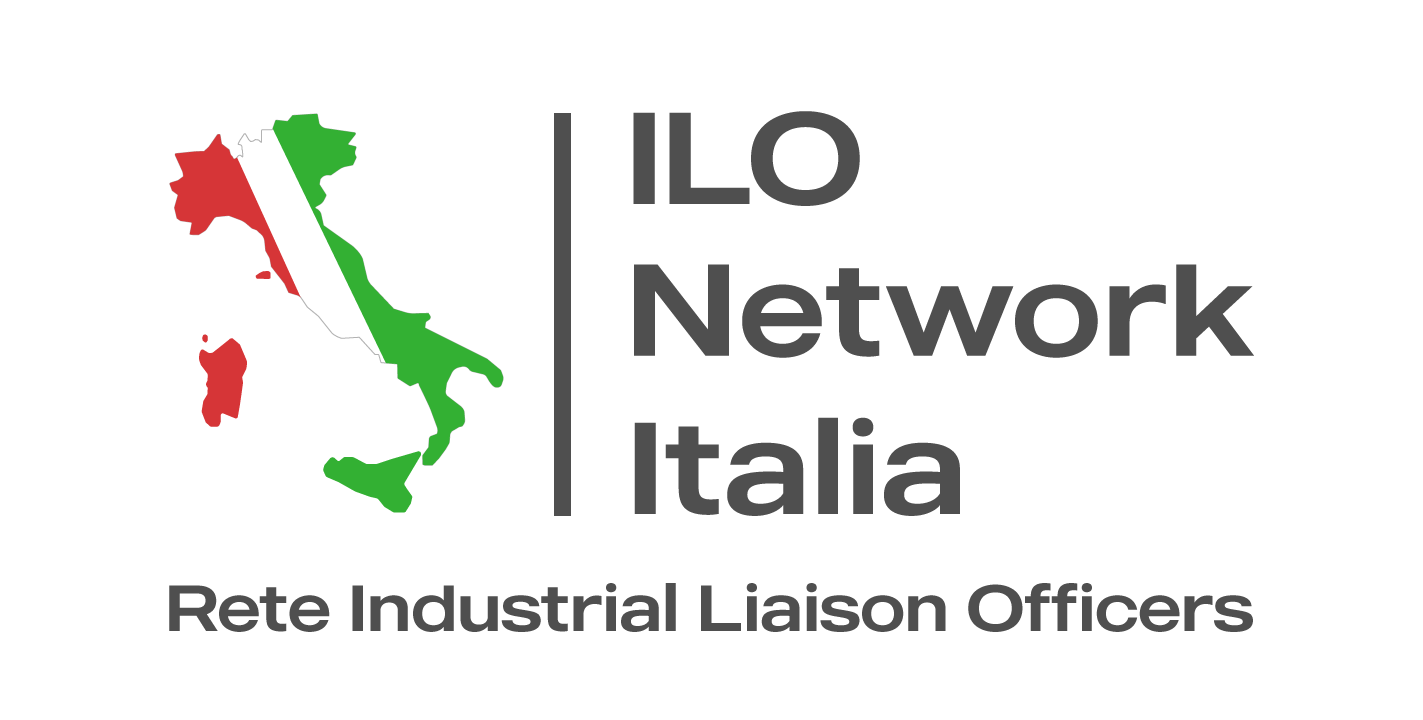 ILO
Network
Italia
Rete Industrial Liaison Officers